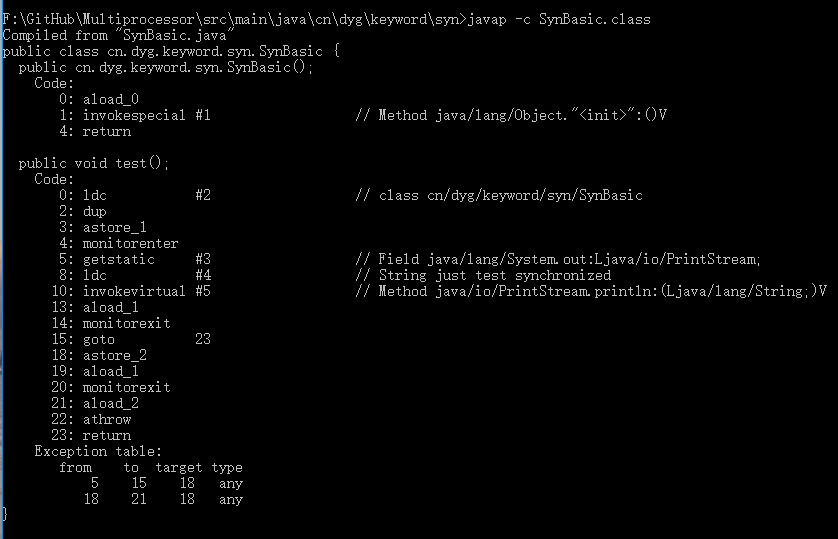 F:\GitHub\Multiprocessor\src\main\java\cn\dyg\keyword\syn>javap -c SynBasic.class
Compiled from "SynBasic.java"
public class cn.dyg.keyword.syn.SynBasic {
  public cn.dyg.keyword.syn.SynBasic();
    Code:
       0: aload_0
       1: invokespecial #1                  // Method java/lang/Object."<init>":()V
       4: return

  public void test();
    Code:
       0: ldc           #2                  // class cn/dyg/keyword/syn/SynBasic
       2: dup
       3: astore_1
       4: monitorenter
       5: getstatic     #3                  // Field java/lang/System.out:Ljava/io/PrintStream;
       8: ldc           #4                  // String just test synchronized
      10: invokevirtual #5                  // Method java/io/PrintStream.println:(Ljava/lang/String;)V
      13: aload_1
      14: monitorexit
      15: goto          23
      18: astore_2
      19: aload_1
      20: monitorexit
      21: aload_2
      22: athrow
      23: return
    Exception table:
       from    to  target type
           5    15    18   any
          18    21    18   any
}